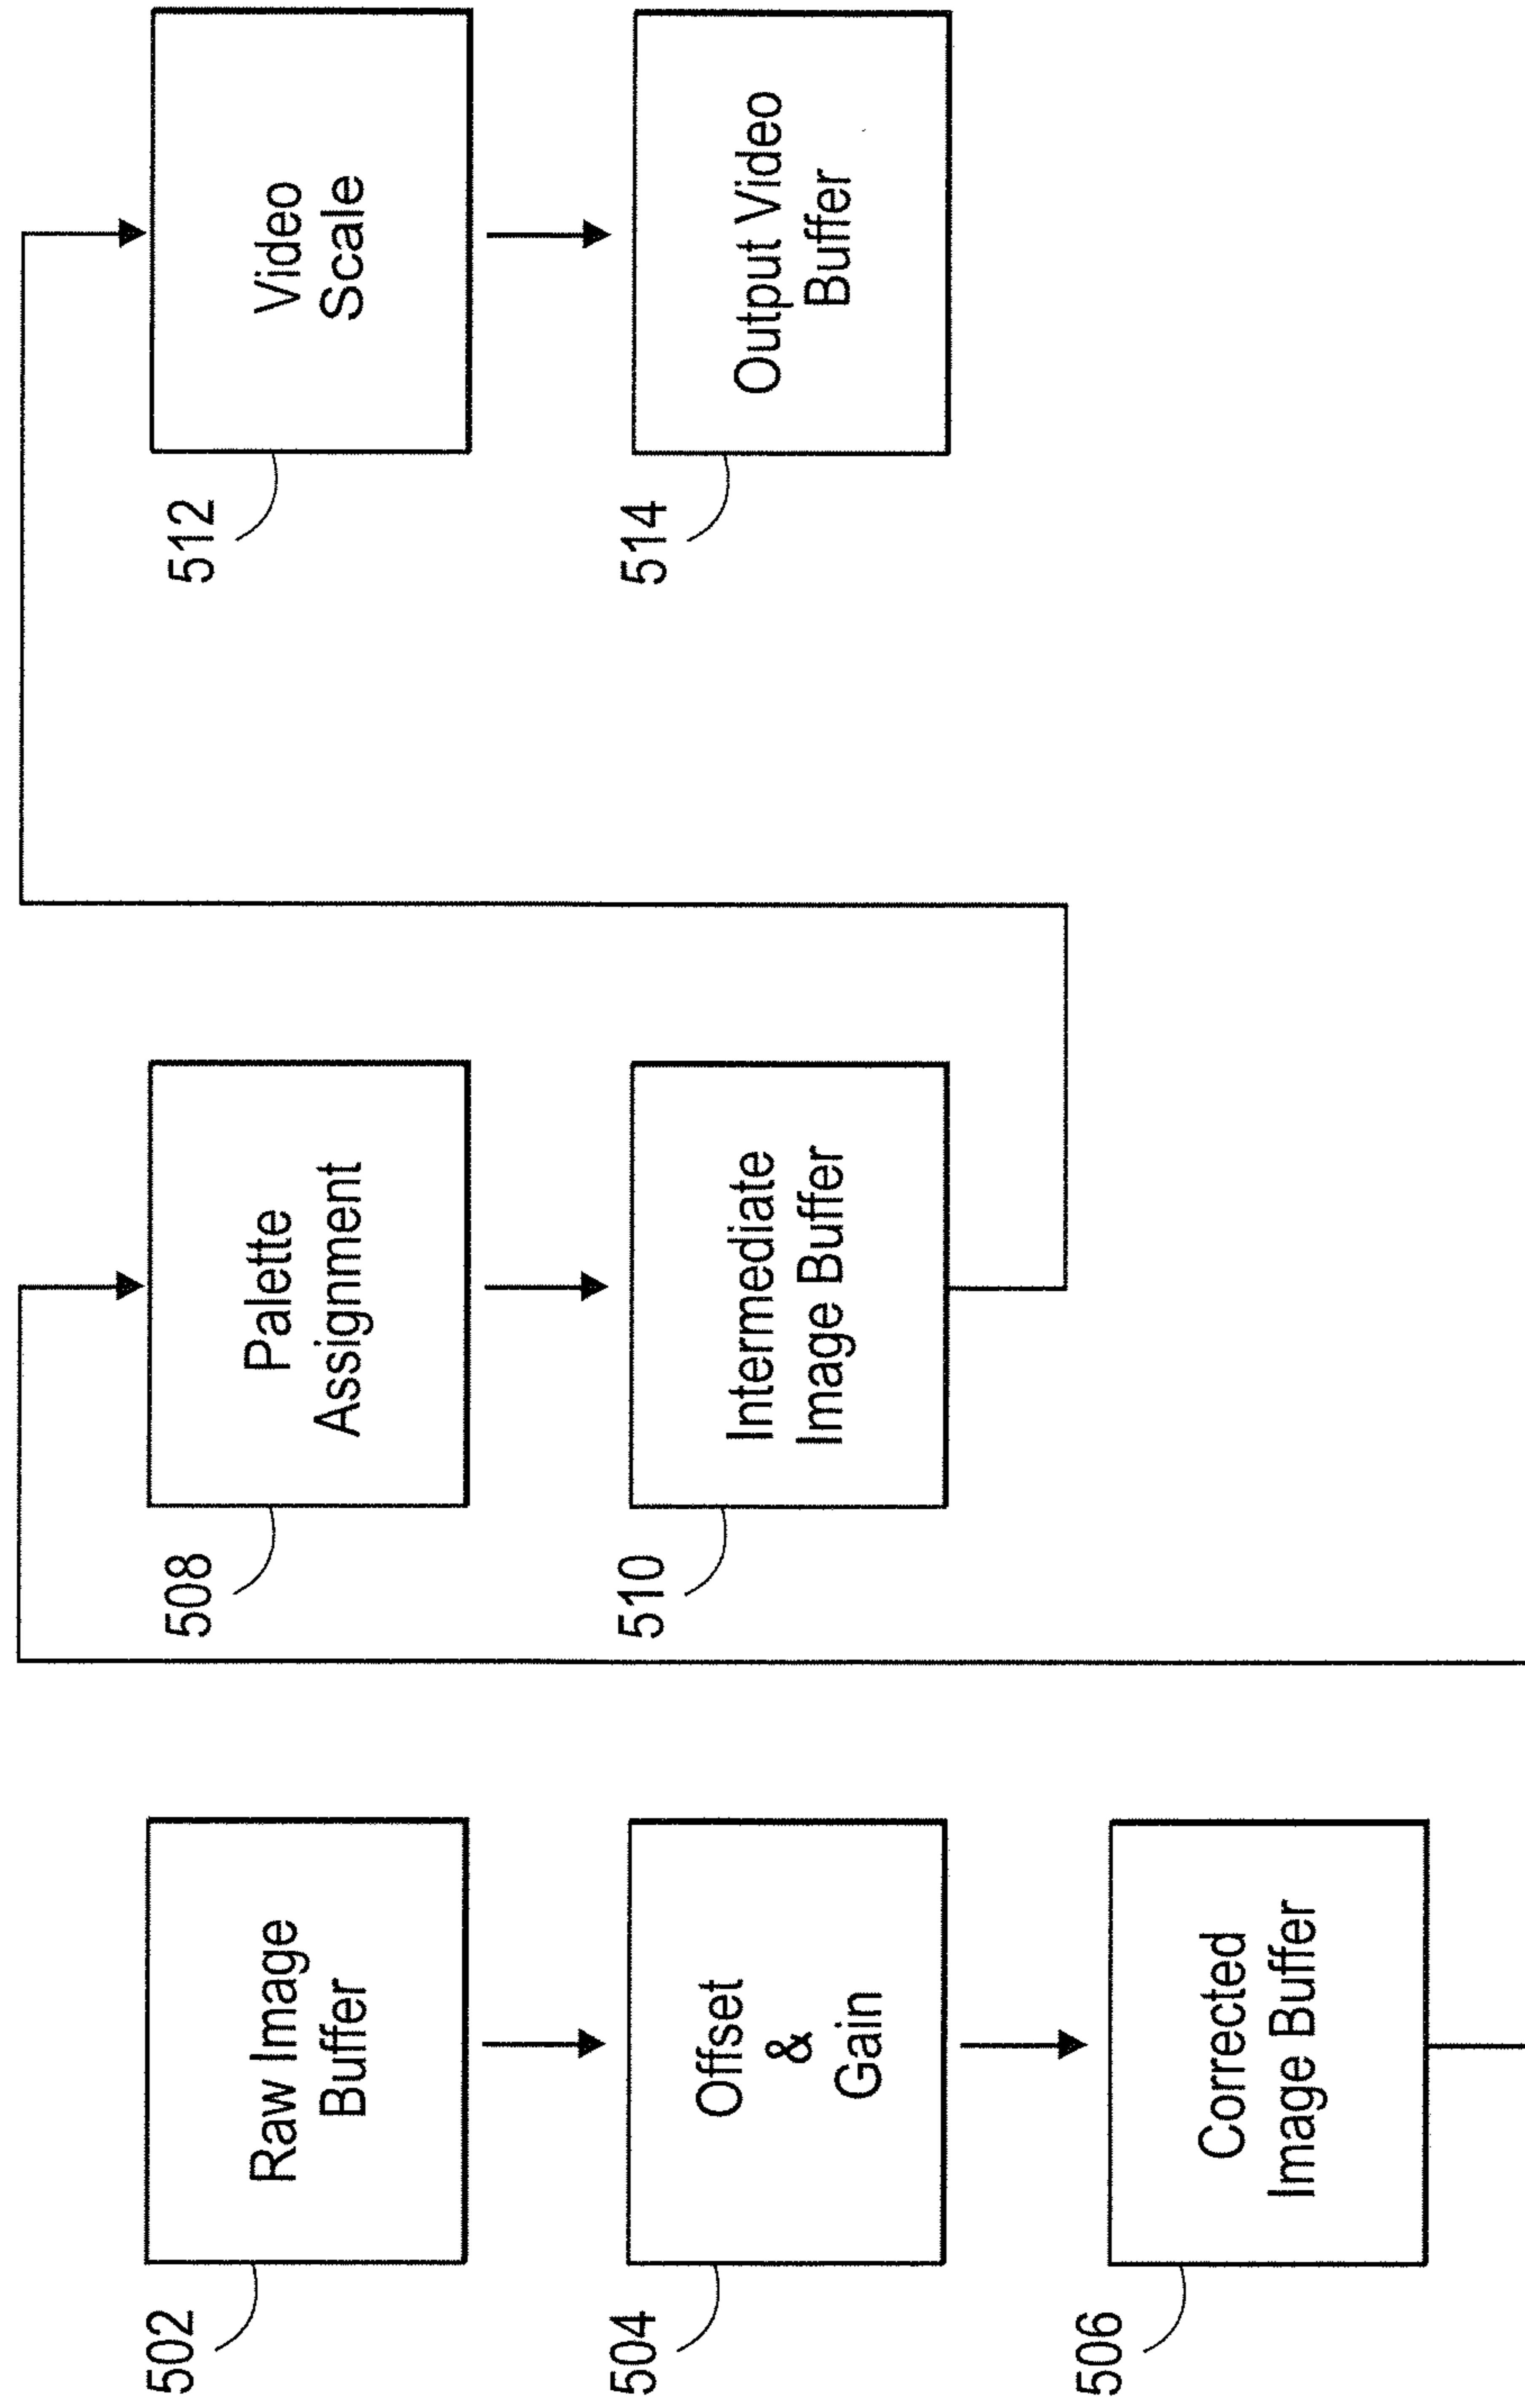 502
Raw Image
Buffer
504
Offset
&
Gain
506
Corrected
Image Buffer
508
Palette
Assignment
510
Intermediate
Image Buffer
512
Video
Scale
514
Output Video
Buffer